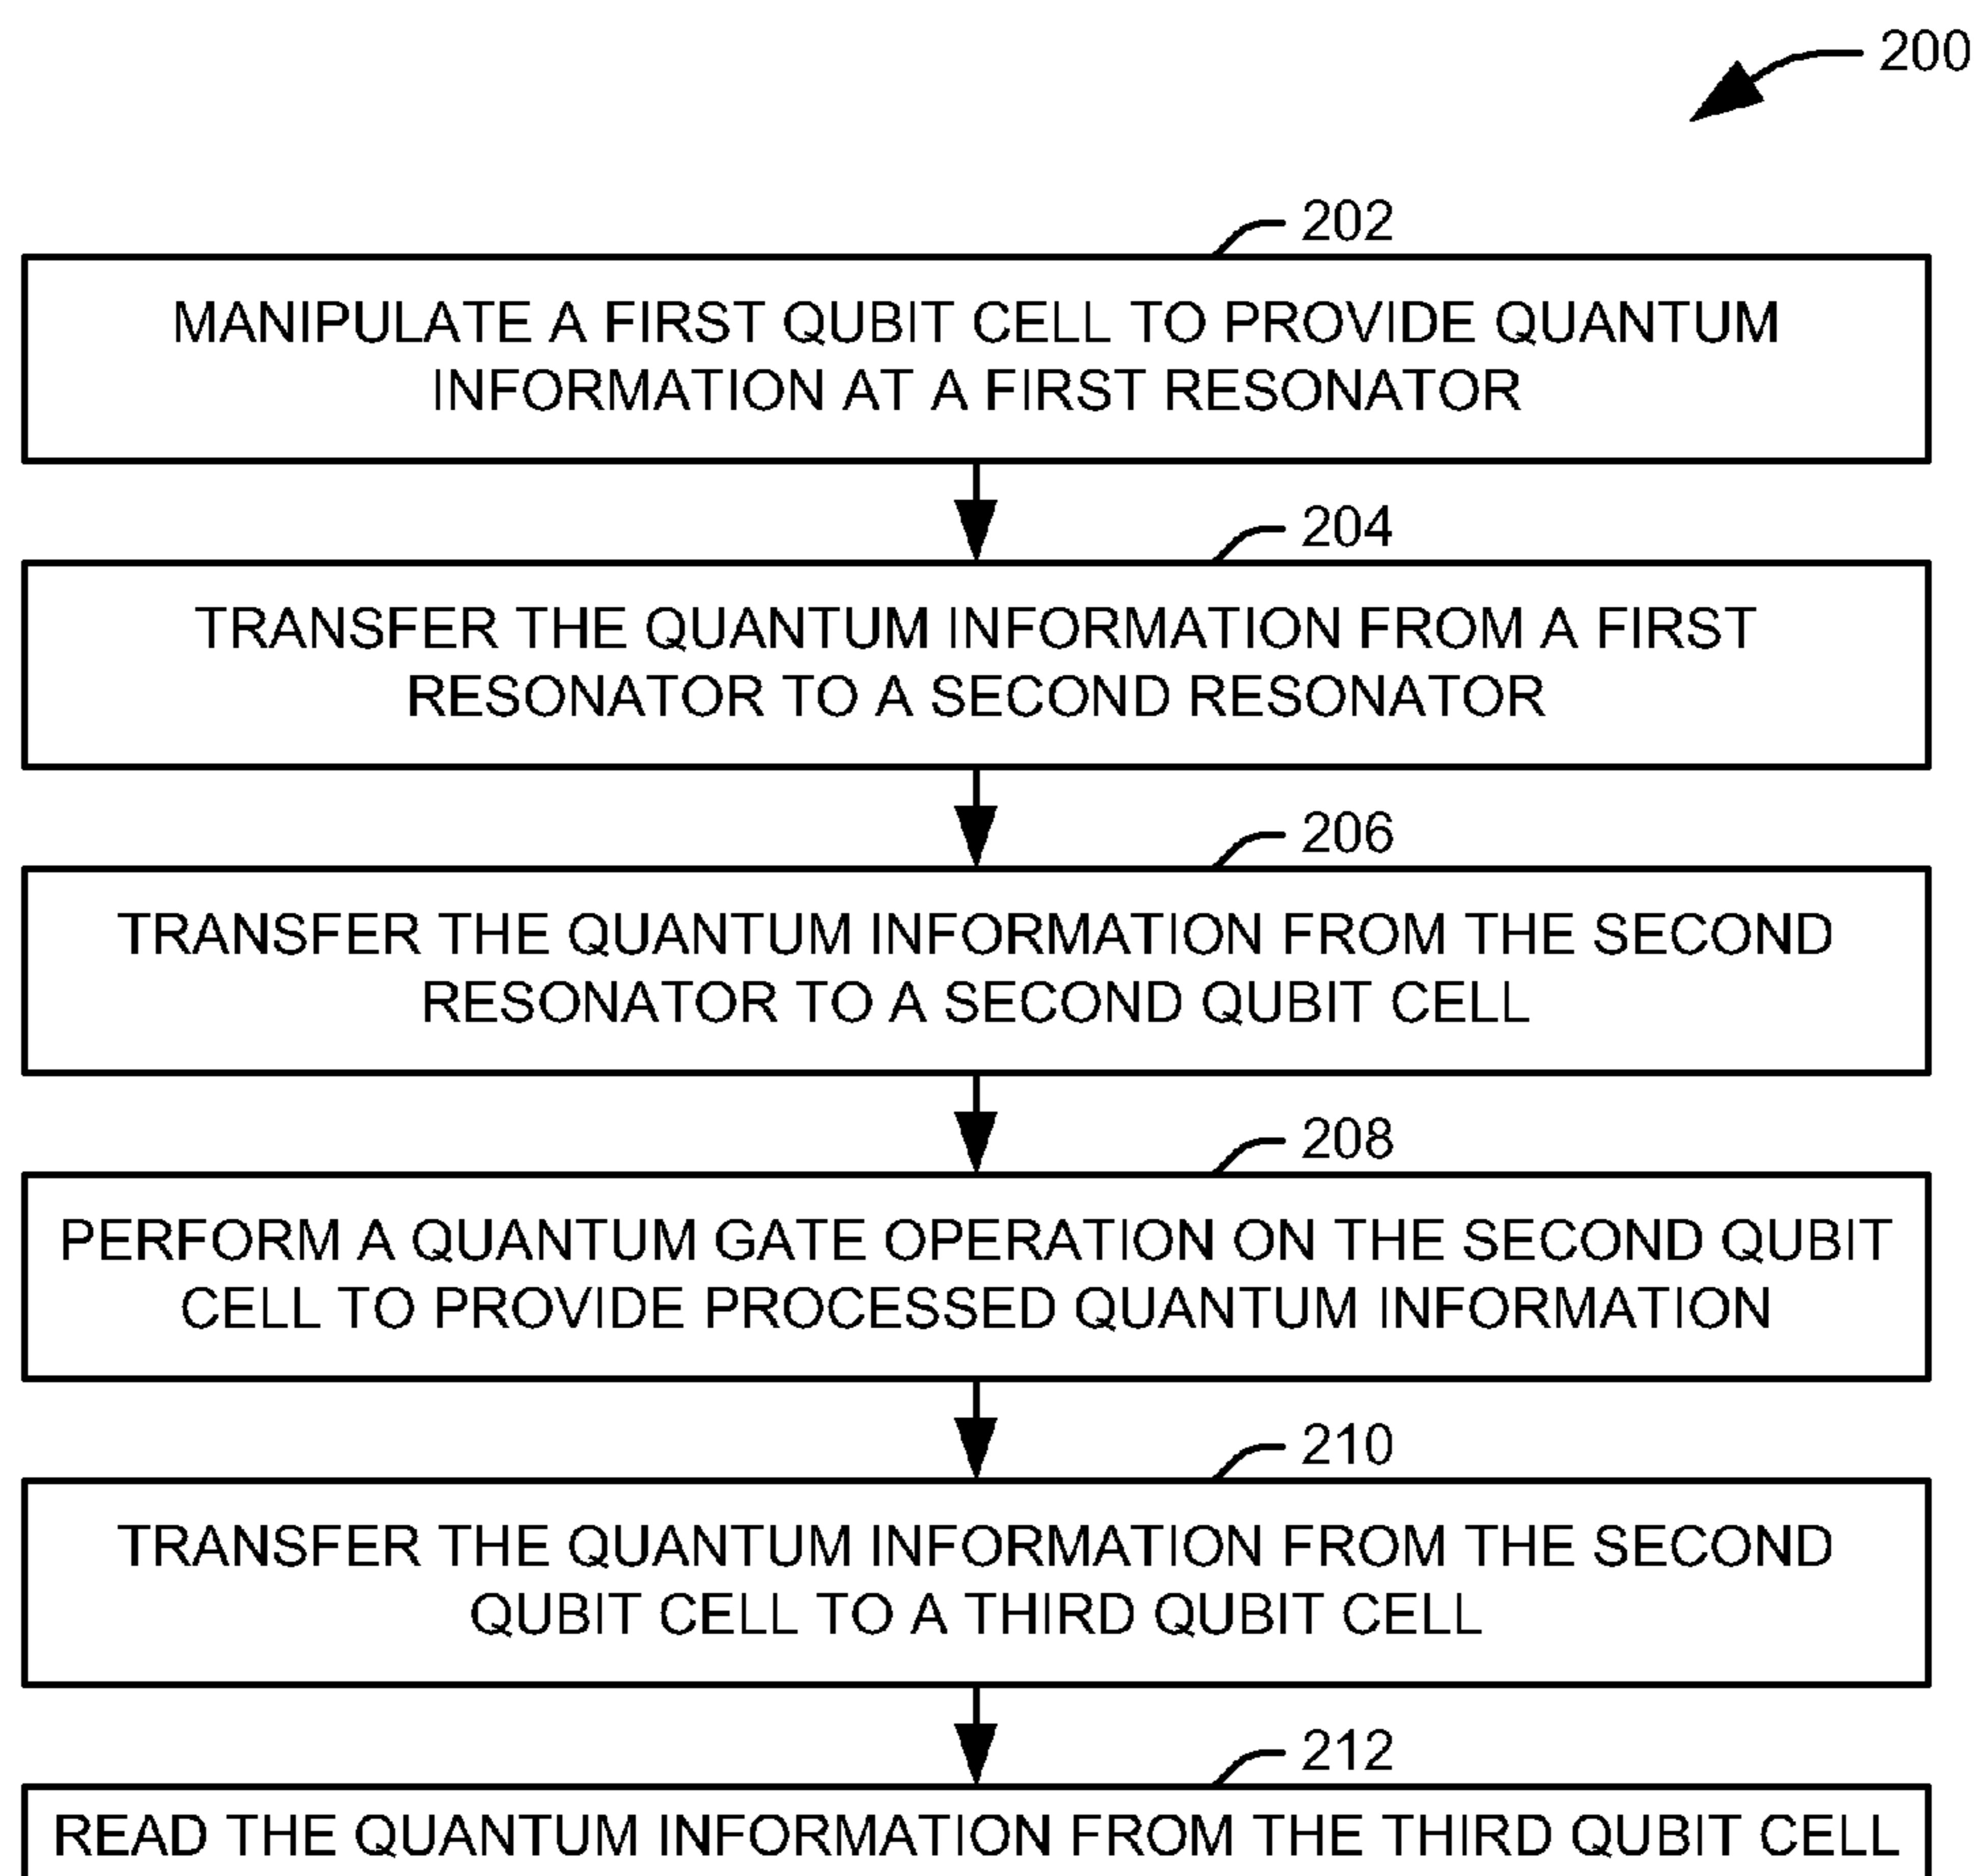 200
202
MANIPULATE A FIRST QUBIT CELL TO PROVIDE QUANTUM
INFORMATION AT A FIRST RESONATOR
204
TRANSFER THE QUANTUM INFORMATION FROM A FIRST
RESONATOR TO A SECOND RESONATOR
206
TRANSFER THE QUANTUM INFORMATION FROM THE SECOND
RESONATOR TO A SECOND QUBIT CELL
208
PERFORM A QUANTUM GATE OPERATION ON THE SECOND QUBIT
CELL TO PROVIDE PROCESSED QUANTUM INFORMATION
210
TRANSFER THE QUANTUM INFORMATION FROM THE SECOND
QUBIT CELL TO A THIRD QUBIT CELL
212
READ THE QUANTUM INFORMATION FROM THE THIRD QUBIT CELL